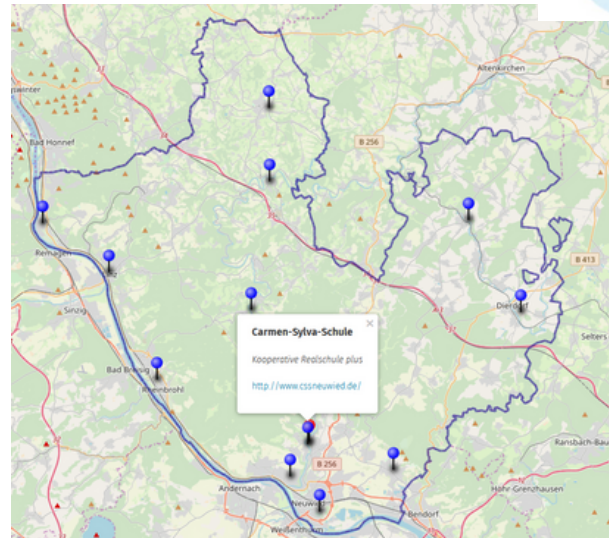 Altenkirchen
Bad Honnef
B 256
Remagen
B 413
Sinzig
Dierdorf
Selters
Carmen-Sylva-Schule
×
Kooperative Realschule plus
http://www.cssneuwied.de/
Bad Breisig
Rheinbrohl
Ransbach-Bau
B 256
Andernach
Höhr-Grenzhausen
Neuwied
Bendorf
Weißenthurm